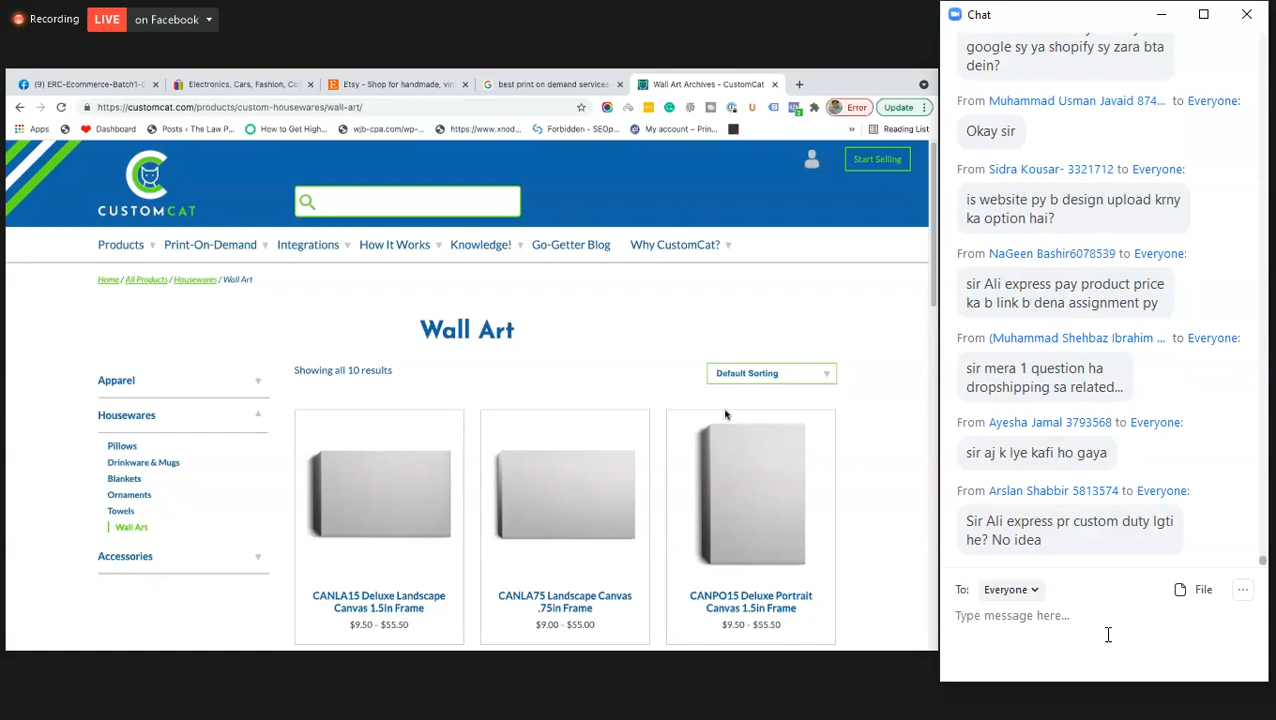 Recording
LIVE
on Facebook
(9) ERC-Ecommerce-Batch1-
Electronics, Cars, Fashion, Co
Etsy - Shop for handmade, vin
best print on demand services
Wall Art Archives - CustomCat
https://customcat.com/products/custom-housewares/wall-art/
Error
Update
Apps
Dashboard
Posts ‹ The Law P...
How to Get High...
wjb-cpa.com/wp-...
https://www.xnod...
Forbidden - SEOp...
My account – Prin...
»
Reading List
CUSTOMCAT
Start Selling
Products
Print-On-Demand
Integrations
How It Works
Knowledge!
Go-Getter Blog
Why CustomCat?
Home / All Products / Housewares / Wall Art
Wall Art
Showing all 10 results
Default Sorting
Apparel
Housewares
Pillows
Drinkware & Mugs
Blankets
Ornaments
Towels
Wall Art
Accessories
CANLA15 Deluxe Landscape
Canvas 1.5in Frame
$9.50 – $55.50
CANLA75 Landscape Canvas
.75in Frame
$9.00 – $55.00
CANPO15 Deluxe Portrait
Canvas 1.5in Frame
$9.50 – $55.50
Chat
google sy ya shopify sy zara bta
dein?
From Muhammad Usman Javaid 874... to Everyone:
Okay sir
From Sidra Kousar- 3321712 to Everyone:
is website py b design upload krny
ka option hai?
From NaGeen Bashir6078539 to Everyone:
sir Ali express pay product price
ka b link b dena assignment py
From (Muhammad Shehbaz Ibrahim ... to Everyone:
sir mera 1 question ha
dropshipping sa related...
From Ayesha Jamal 3793568 to Everyone:
sir aj k lye kafi ho gaya
From Arslan Shabbir 5813574 to Everyone:
Sir Ali express pr custom duty lgti
he? No idea
To: Everyone
File
...
Type message here...